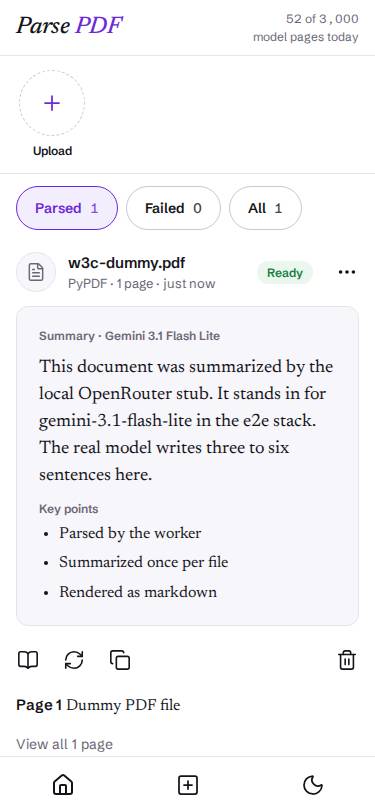 Parse PDF
52 of 3,000
model pages today
Upload
Parsed 1
Failed 0
All 1
w3c-dummy.pdf
PyPDF · 1 page · just now
Ready
Summary · Gemini 3.1 Flash Lite
This document was summarized by the
local OpenRouter stub. It stands in for
gemini-3.1-flash-lite in the e2e stack.
The real model writes three to six
sentences here.
Key points
• Parsed by the worker
• Summarized once per file
• Rendered as markdown
Page 1 Dummy PDF file
View all 1 page